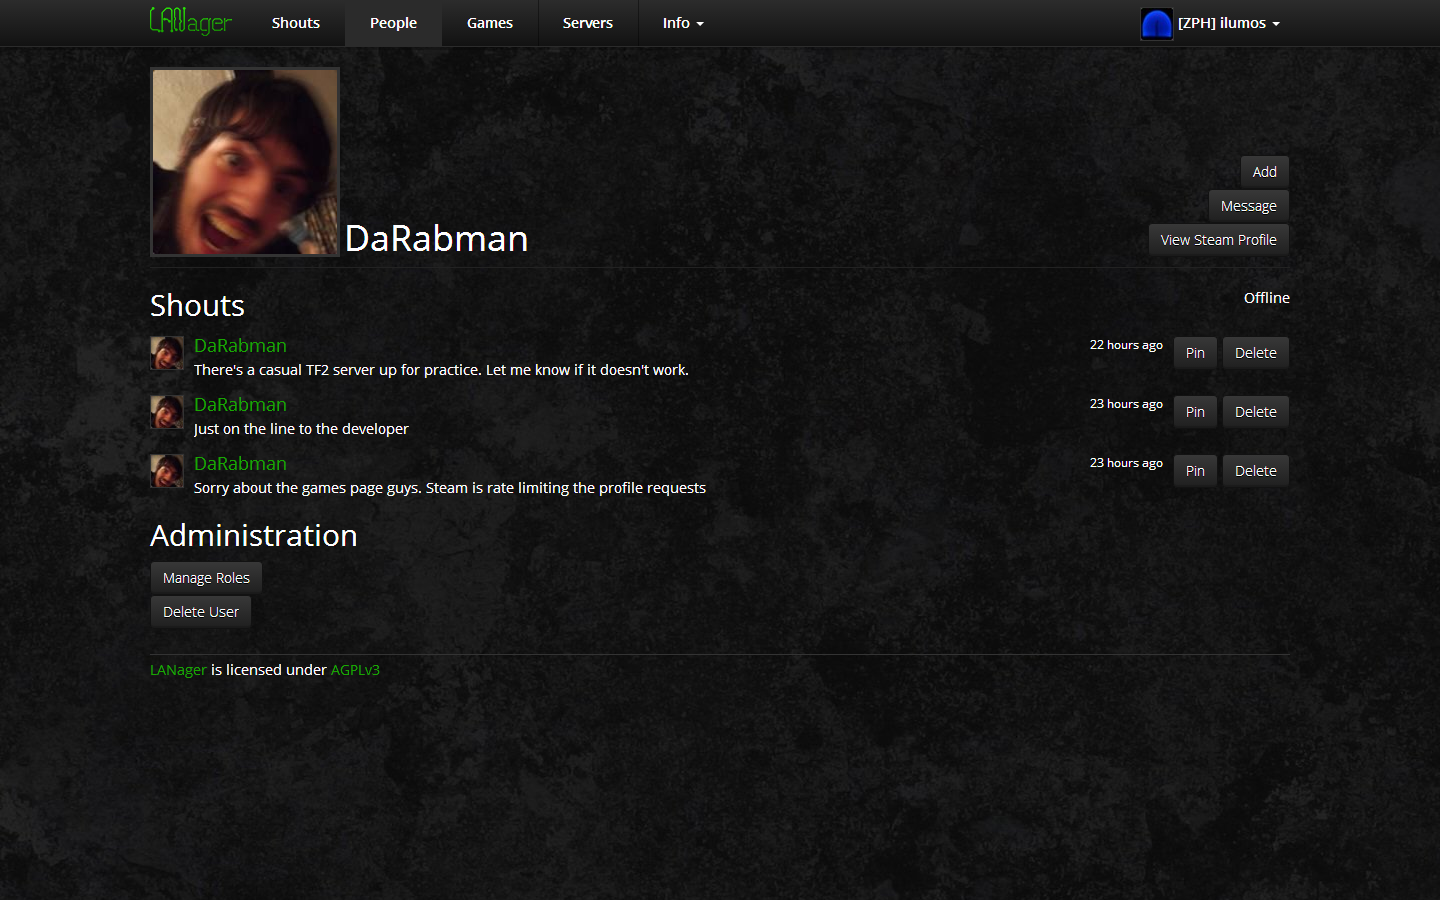 LANager Shouts People Games Servers Info [ZPH] ilumos
Add
Message
View Steam Profile
DaRabman
Shouts
Offline
DaRabman
There's a casual TF2 server up for practice. Let me know if it doesn't work.
22 hours ago Pin Delete
DaRabman
Just on the line to the developer
23 hours ago Pin Delete
DaRabman
Sorry about the games page guys. Steam is rate limiting the profile requests
23 hours ago Pin Delete
Administration
Manage Roles
Delete User
LANager is licensed under AGPLv3